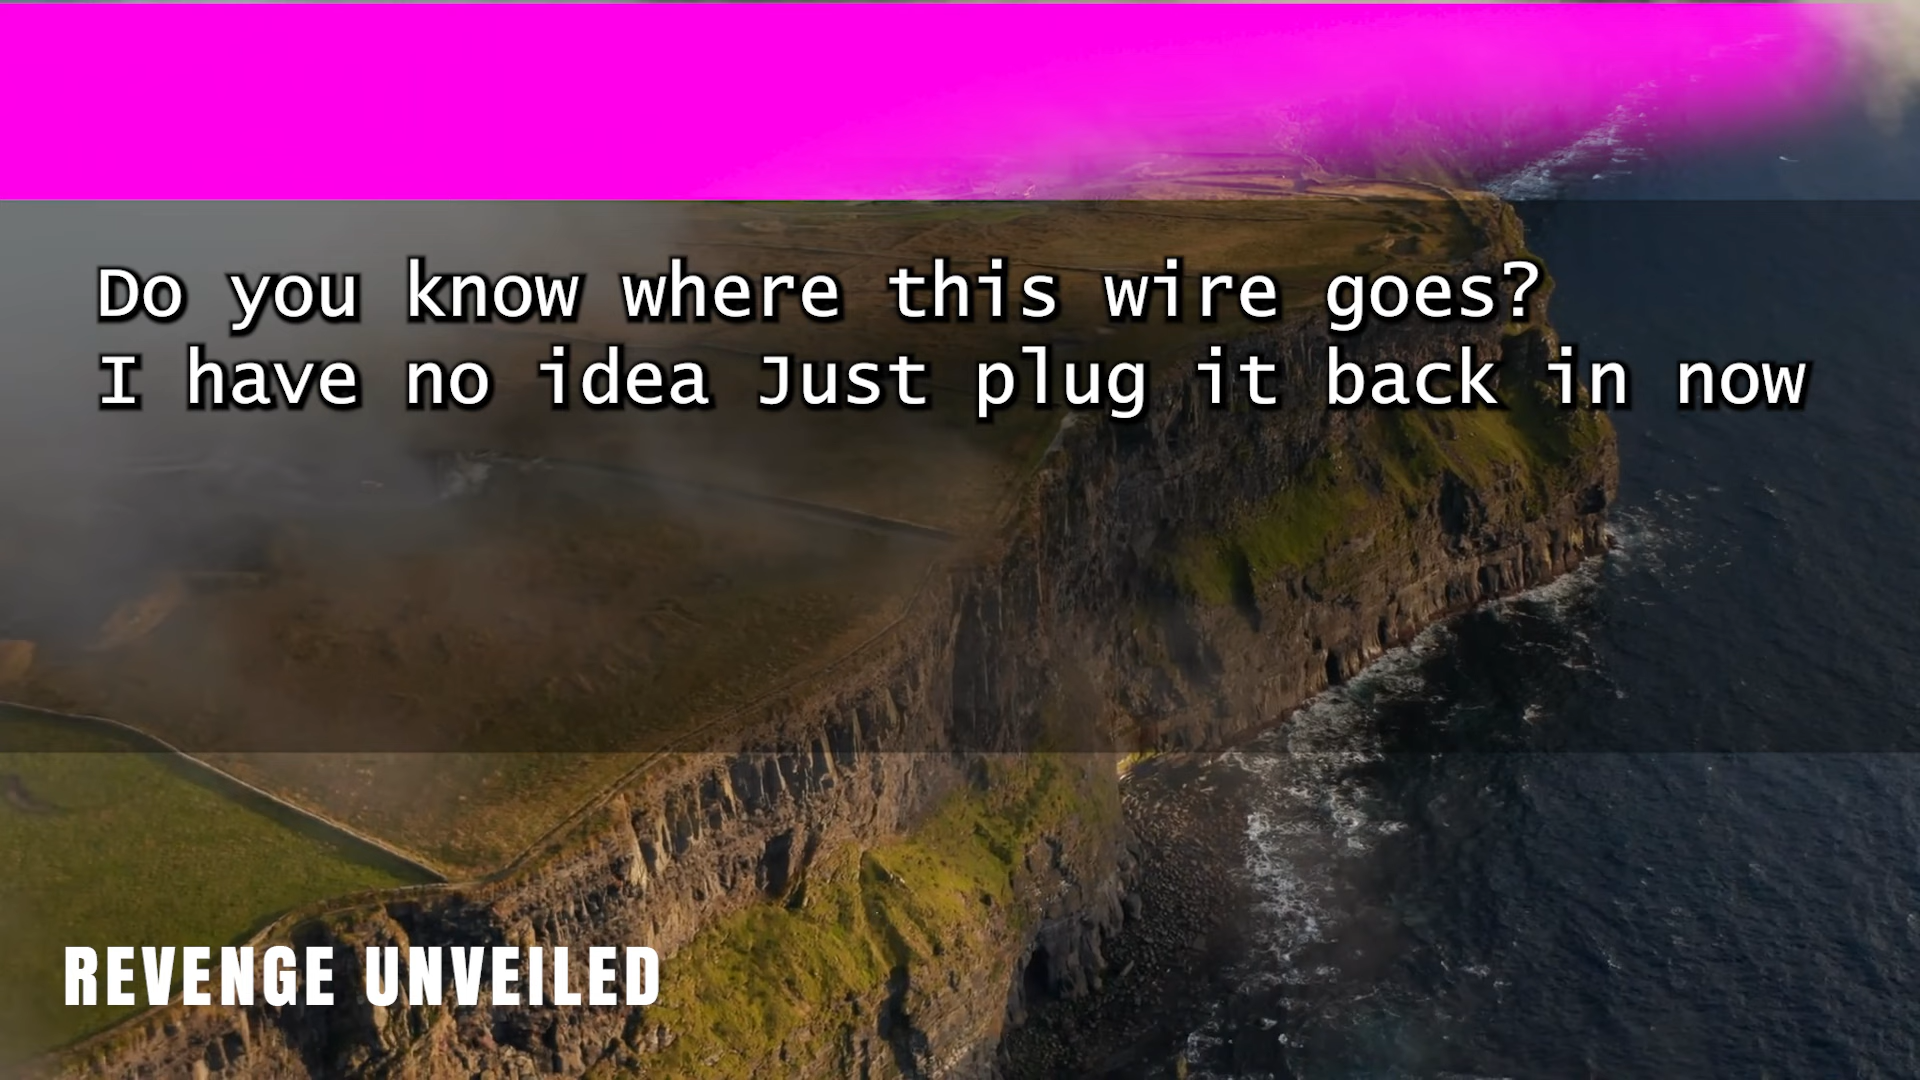 Do you know where this wire goes?
I have no idea Just plug it back in now
REVENGE UNVEILED